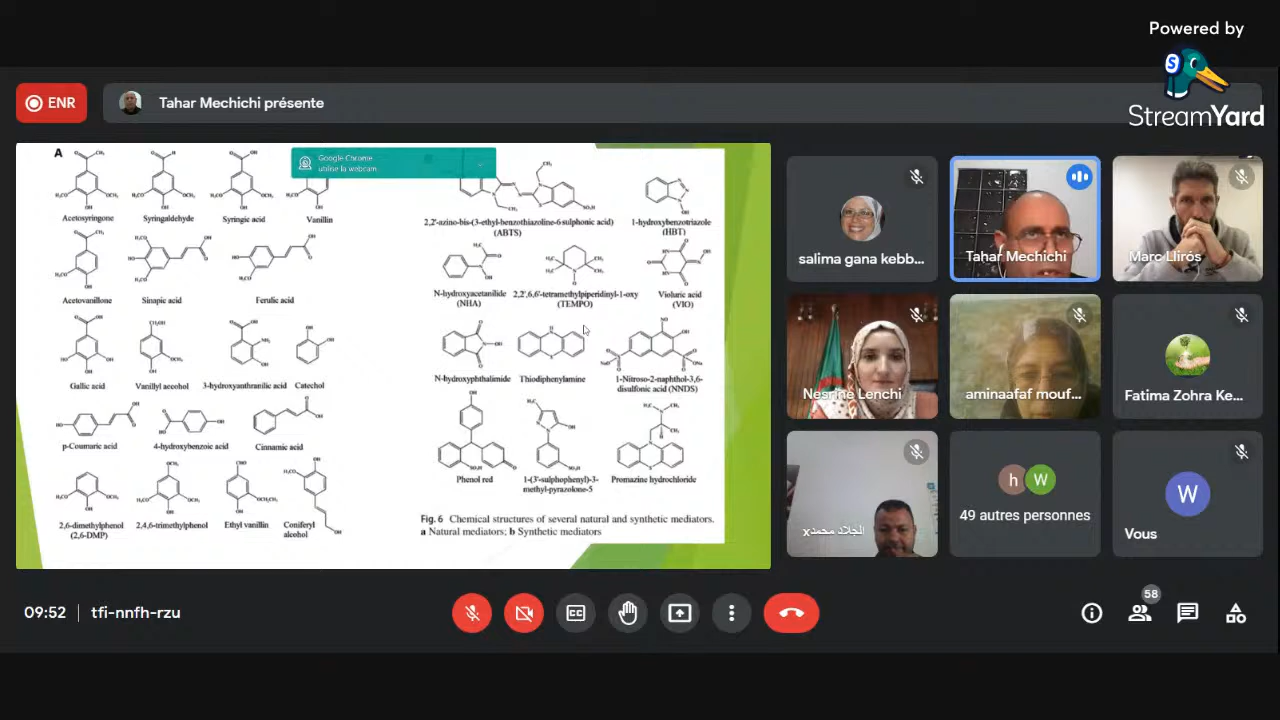 Powered by
S
StreamYard
ENR
Tahar Mechichi présente
A
Google Chrome
utilise la webcam
Acetosyringone Syringaldehyde Syringic acid Vanillin
2,2'-azino-bis-(3-ethyl-benzothiazoline-6 sulphonic acid)
(ABTS)
1-hydroxybenzotriazole
(HBT)
Acetovanillone Sinapic acid Ferulic acid
N-hydroxyacetanilide
(NHA)
2,2',6,6'-tetramethylpiperidinyl-1-oxy
(TEMPO)
Violuric acid
(VIO)
Gallic acid Vanillyl acohol 3-hydroxyanthranilic acid Catechol
N-hydroxyphthalimide Thiodiphenylamine
1-Nitroso-2-naphthol-3,6-
disulfonic acid (NNDS)
p-Coumaric acid 4-hydroxybenzoic acid Cinnamic acid
Phenol red
1-(3'-sulphophenyl)-3-
methyl-pyrazolone-5
Promazine hydrochloride
2,6-dimethylphenol
(2,6-DMP)
2,4,6-trimethylphenol
Ethyl vanillin
Coniferyl
alcohol
Fig. 6 Chemical structures of several natural and synthetic mediators.
a Natural mediators; b Synthetic mediators
salima gana kebb...
Tahar Mechichi
Marc Llirós
Nesrine Lenchi
aminaafaf mouf...
Fatima Zohra Ke...
الجلاد محمدx
h W
49 autres personnes
W
Vous
09:52 tfi-nnfh-rzu
CC
58